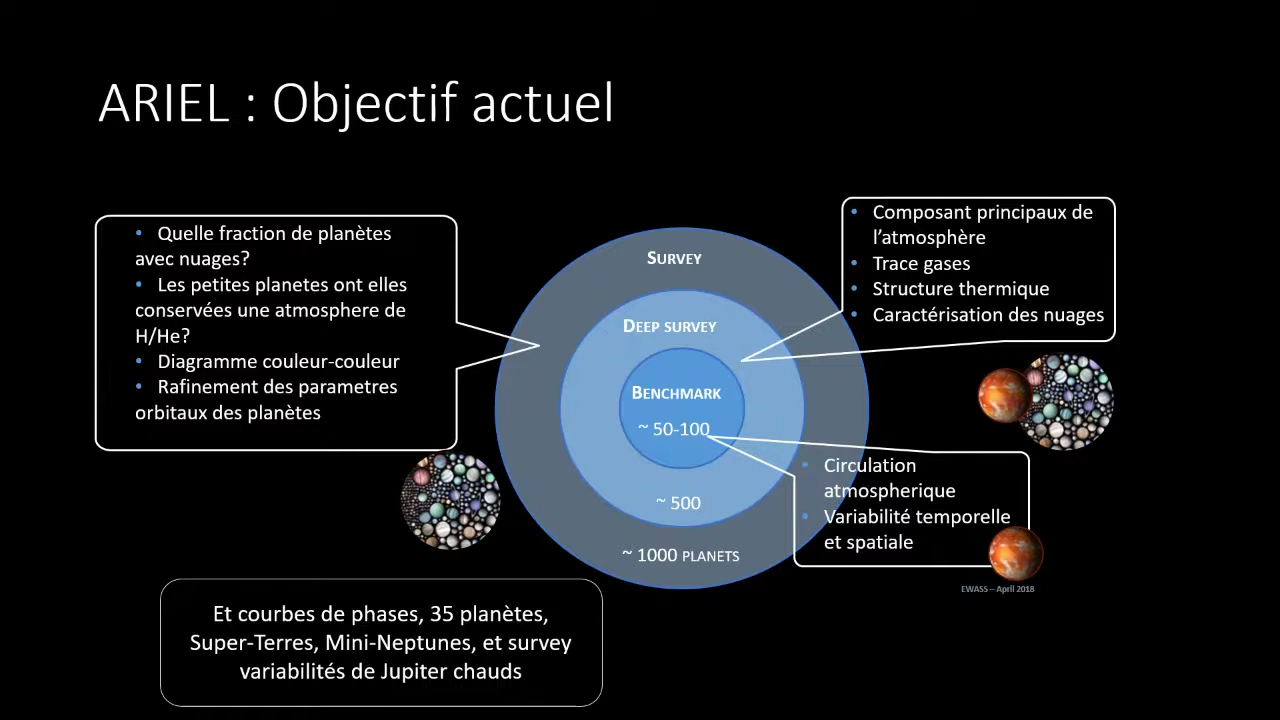 ARIEL : Objectif actuel
• Quelle fraction de planètes
avec nuages?
• Les petites planetes ont elles
conservées une atmosphere de
H/He?
• Diagramme couleur-couleur
• Rafinement des parametres
orbitaux des planètes
SURVEY
DEEP SURVEY
BENCHMARK
~ 50-100
~ 500
~ 1000 PLANETS
• Composant principaux de
l’atmosphère
• Trace gases
• Structure thermique
• Caractérisation des nuages
• Circulation
atmospherique
• Variabilité temporelle
et spatiale
EWASS – April 2018
Et courbes de phases, 35 planètes,
Super-Terres, Mini-Neptunes, et survey
variabilités de Jupiter chauds